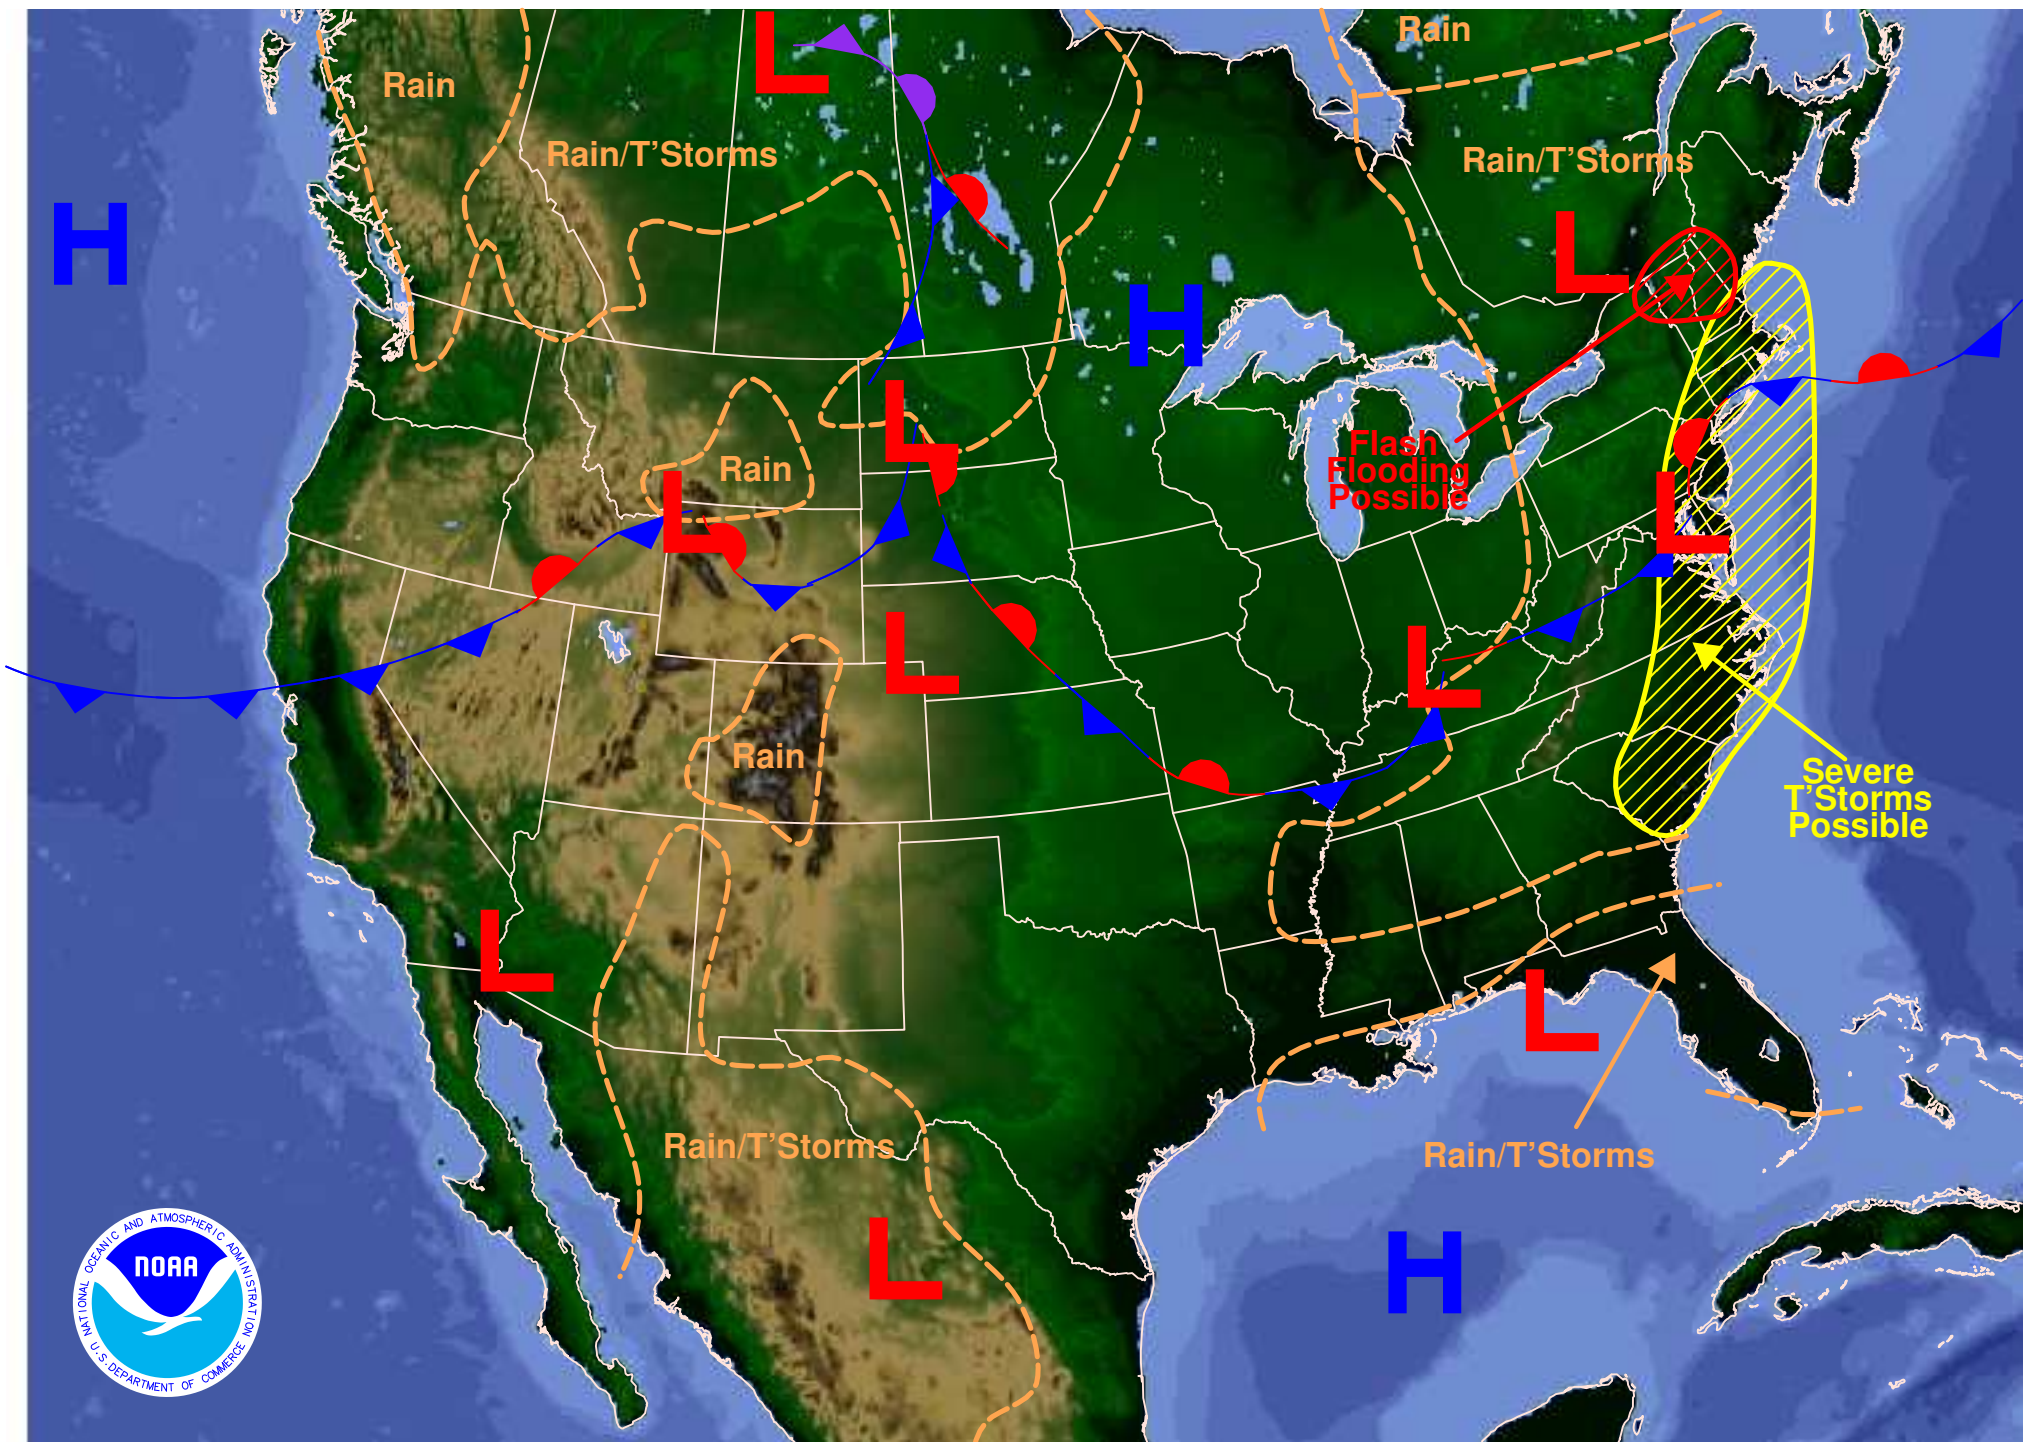 Rain
Rain
Rain/T'Storms
Rain/T'Storms
L
L
H
H
L
L
Flash
Flooding
Possible
Rain
L
L
L
L
Rain
Severe
T'Storms
Possible
L
L
Rain/T'Storms
Rain/T'Storms
L
H
NATIONAL OCEANIC AND ATMOSPHERIC ADMINISTRATION
NOAA
U.S. DEPARTMENT OF COMMERCE